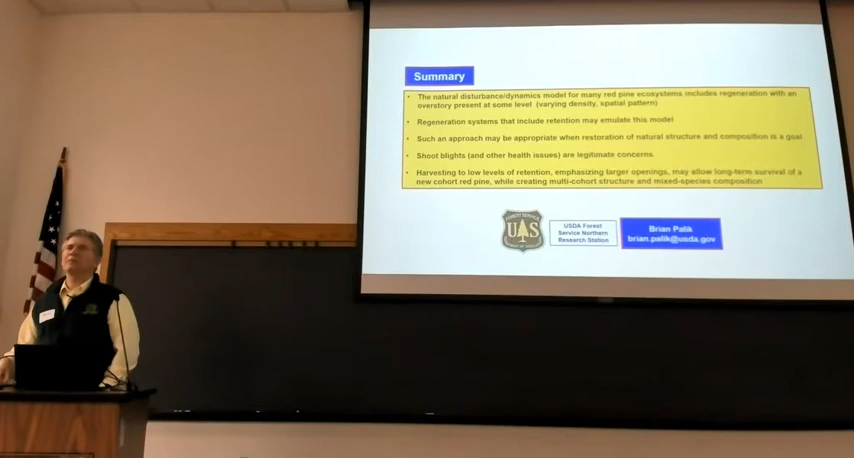 Summary
• The natural disturbance/dynamics model for many red pine ecosystems includes regeneration with an
overstory present at some level (varying density, spatial pattern)
• Regeneration systems that include retention may emulate this model
• Such an approach may be appropriate when restoration of natural structure and composition is a goal
• Shoot blights (and other health issues) are legitimate concerns
• Harvesting to low levels of retention, emphasizing larger openings, may allow long-term survival of a
new cohort red pine, while creating multi-cohort structure and mixed-species composition
FOREST SERVICE
U S
DEPARTMENT OF AGRICULTURE
USDA Forest
Service Northern
Research Station
Brian Palik
brian.palik@usda.gov